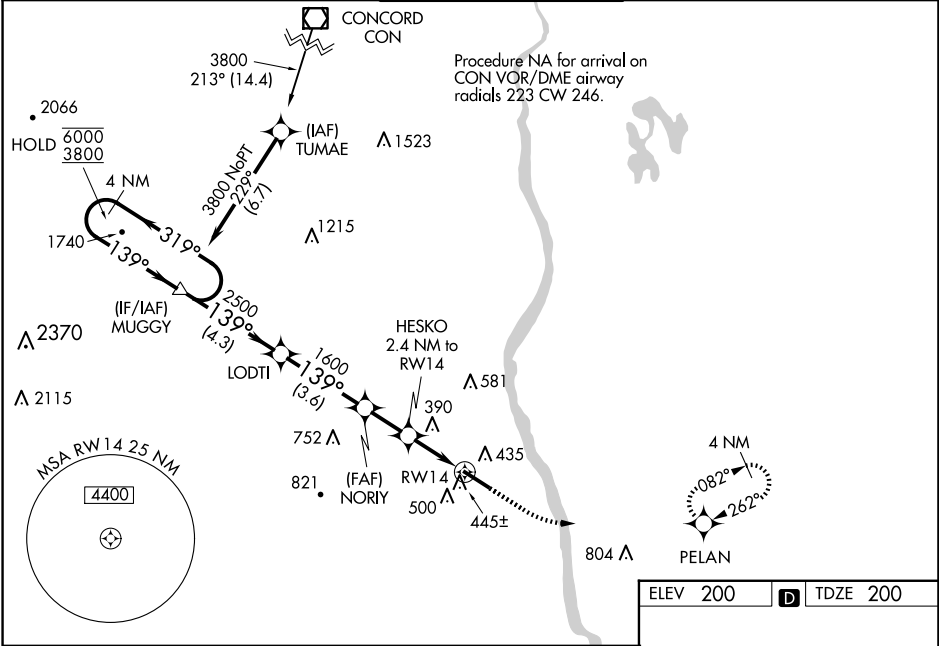 CONCORD
CON
3800
213° (14.4)
Procedure NA for arrival on
CON VOR/DME airway
radials 223 CW 246.
2066
HOLD 6000
3800
(IAF)
TUMAE
1523
4 NM
3800 NoPT
229°
(6.7)
1215
1740
319°
139°
(IF/IAF)
MUGGY
2500
139°
(4.3)
HESKO
2.4 NM to
RW14
2370
LODTI
1600
139°
(3.6)
581
2115
390
752
435
4 NM
MSA RW14 25 NM
821
(FAF)
NORIY
RW14
082°
262°
4400
500
445±
804
PELAN
ELEV 200
D
TDZE 200